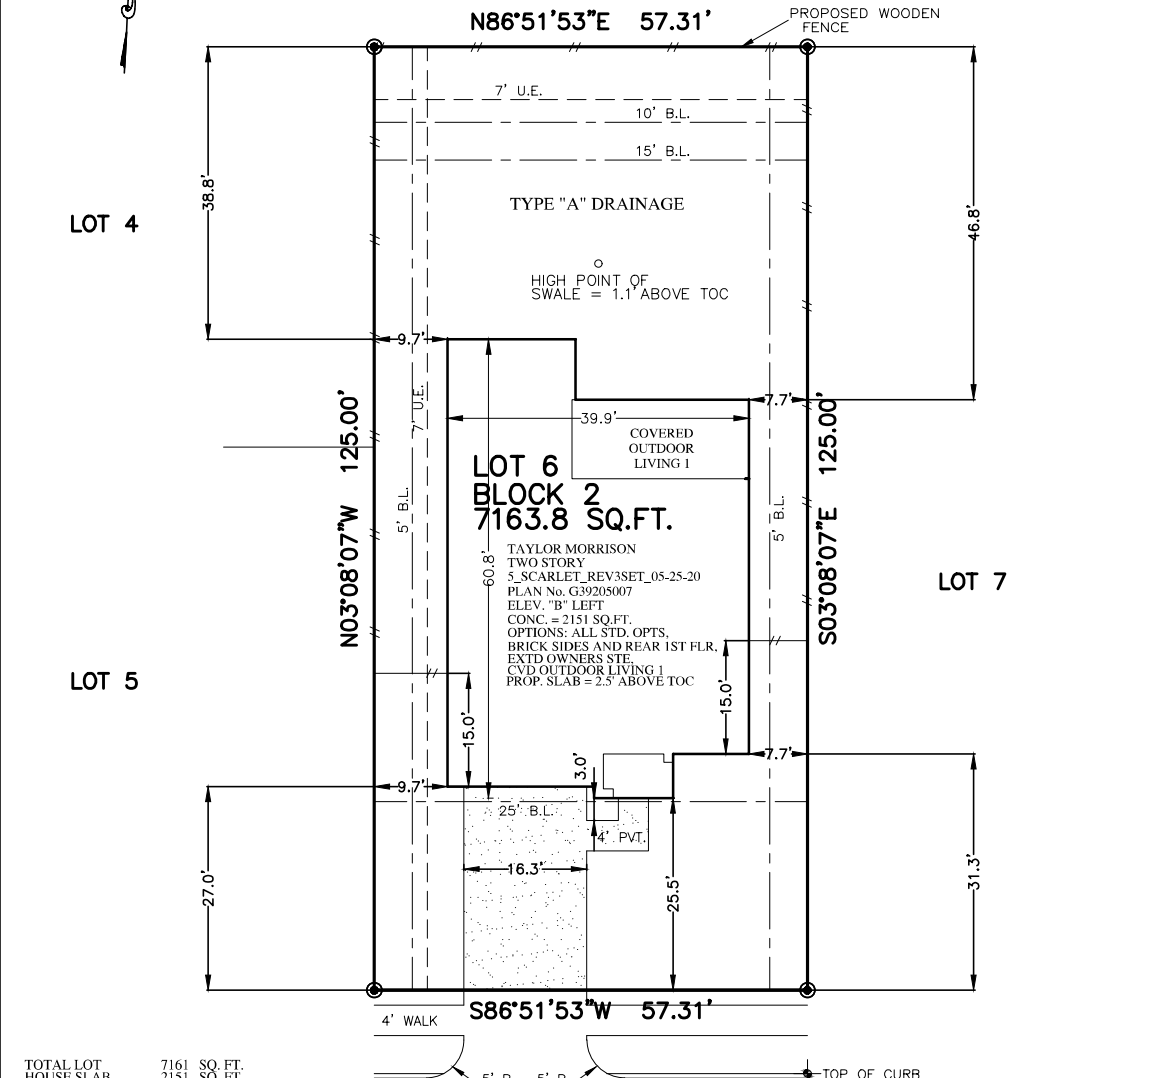 N86°51'53"E 57.31'
PROPOSED WOODEN
FENCE
7' U.E.
10' B.L.
15' B.L.
38.8'
46.8'
TYPE "A" DRAINAGE
LOT 4
HIGH POINT OF
SWALE = 1.1' ABOVE TOC
9.7'
7.7'
7' U.E.
39.9'
COVERED
OUTDOOR
LIVING 1
N03°08'07"W 125.00'
S03°08'07"E 125.00'
5' B.L.
5' B.L.
LOT 6
BLOCK 2
7163.8 SQ.FT.
60.8'
TAYLOR MORRISON
TWO STORY
5_SCARLET_REV3SET_05-25-20
PLAN No. G39205007
ELEV. "B" LEFT
CONC. = 2151 SQ.FT.
OPTIONS: ALL STD. OPTS,
BRICK SIDES AND REAR 1ST FLR,
EXTD OWNERS STE,
CVD OUTDOOR LIVING 1
PROP. SLAB = 2.5' ABOVE TOC
LOT 7
LOT 5
15.0'
15.0'
3.0'
7.7'
9.7'
25' B.L.
4' PVT.
16.3'
27.0'
25.5'
31.3'
S86°51'53"W 57.31'
4' WALK
TOTAL LOT 7161 SQ. FT.
HOUSE SLAB 2151 SQ. FT.
5' R 5' R
TOP OF CURB